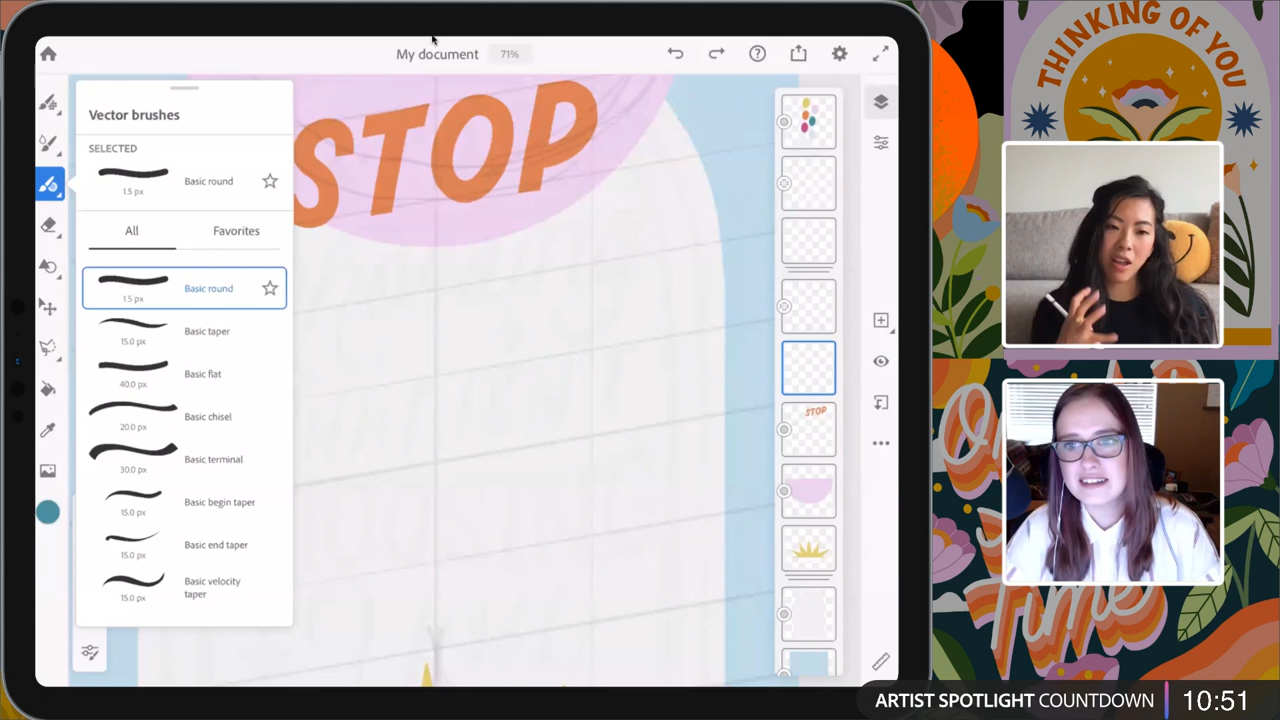 My document
71%
Vector brushes
SELECTED
1.5 px
Basic round
All
Favorites
1.5 px
Basic round
Basic taper
15.0 px
Basic flat
40.0 px
Basic chisel
20.0 px
Basic terminal
30.0 px
Basic begin taper
15.0 px
Basic end taper
15.0 px
Basic velocity
taper
15.0 px
STOP
STOP
THINKING OF YOU
Time
ARTIST SPOTLIGHT COUNTDOWN
10:51